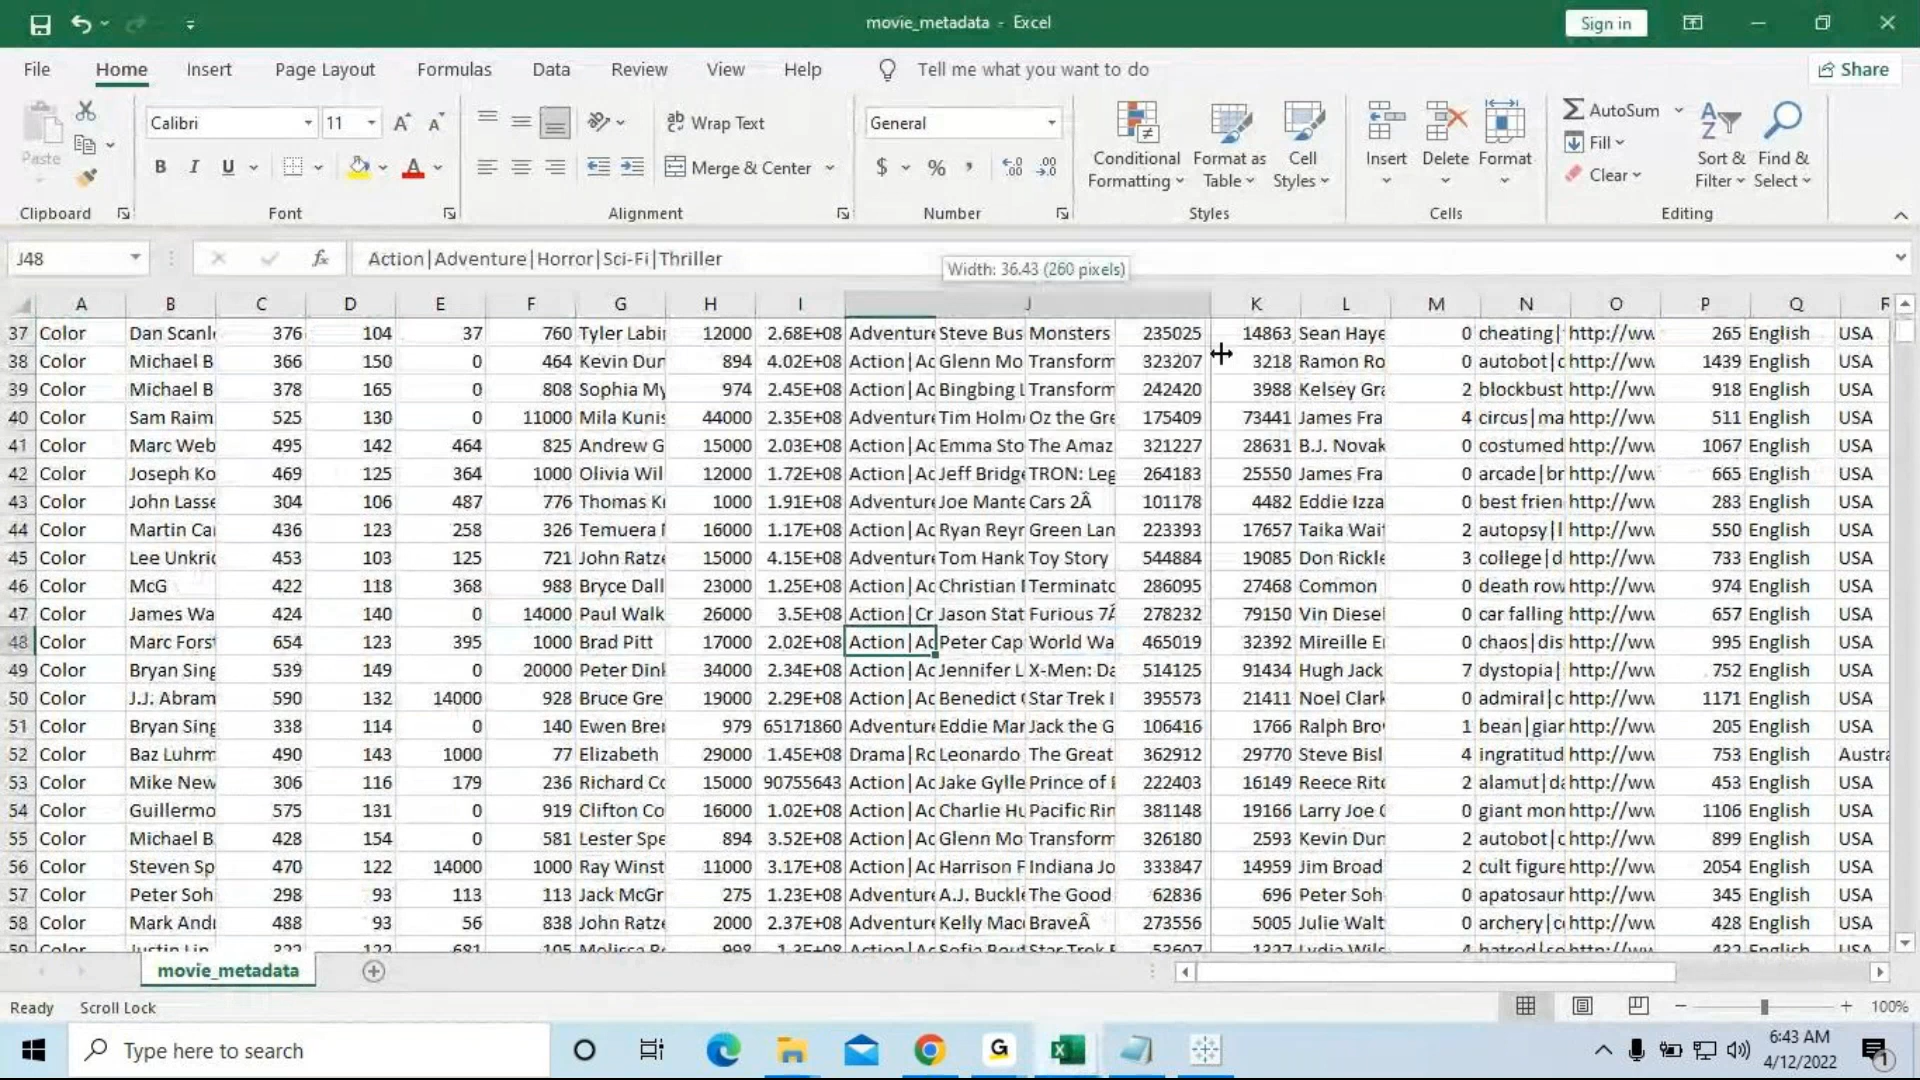 movie_metadata - Excel
Sign in
File Home Insert Page Layout Formulas Data Review View Help Tell me what you want to do Share
Paste
Calibri 11
B I U
Wrap Text
Merge & Center
General
$ % ,
Conditional Formatting
Format as Table
Cell Styles
Insert Delete Format
AutoSum
Fill
Clear
Sort & Filter
Find & Select
Clipboard Font Alignment Number Styles Cells Editing
J48 fx Action|Adventure|Horror|Sci-Fi|Thriller
Width: 36.43 (260 pixels)
A B C D E F G H I J K L M N O P Q
37 Color Dan Scanl 376 104 37 760 Tyler Labi 12000 2.68E+08 Adventure Steve Bus Monsters 235025 14863 Sean Haye 0 cheating| http://ww 265 English USA
38 Color Michael B 366 150 0 464 Kevin Dun 894 4.02E+08 Action|Ac Glenn Mo Transform 323207 3218 Ramon Ro 0 autobot|c http://ww 1439 English USA
39 Color Michael B 378 165 0 808 Sophia My 974 2.45E+08 Action|Ac Bingbing L Transform 242420 3988 Kelsey Gra 2 blockbust http://ww 918 English USA
40 Color Sam Raim 525 130 0 11000 Mila Kunis 44000 2.35E+08 Adventure Tim Holm Oz the Gre 175409 73441 James Fra 4 circus|ma http://ww 511 English USA
41 Color Marc Web 495 142 464 825 Andrew G 15000 2.03E+08 Action|Ac Emma Sto The Amaz 321227 28631 B.J. Novak 0 costumed http://ww 1067 English USA
42 Color Joseph Ko 469 125 364 1000 Olivia Wil 12000 1.72E+08 Action|Ac Jeff Bridge TRON: Leg 264183 25550 James Fra 0 arcade|br http://ww 665 English USA
43 Color John Lasse 304 106 487 776 Thomas K 1000 1.91E+08 Adventure Joe Mante Cars 2Â 101178 4482 Eddie Izza 0 best frien http://ww 283 English USA
44 Color Martin Ca 436 123 258 326 Temuera 16000 1.17E+08 Action|Ac Ryan Reyr Green Lan 223393 17657 Taika Wai 2 autopsy|l http://ww 550 English USA
45 Color Lee Unkric 453 103 125 721 John Ratze 15000 4.15E+08 Adventure Tom Hank Toy Story 544884 19085 Don Rickle 3 college|d http://ww 733 English USA
46 Color McG 422 118 368 988 Bryce Dall 23000 1.25E+08 Action|Ac Christian Terminato 286095 27468 Common 0 death row http://ww 974 English USA
47 Color James Wa 424 140 0 14000 Paul Walk 26000 3.5E+08 Action|Cr Jason Stat Furious 7Â 278232 79150 Vin Diesel 0 car falling http://ww 657 English USA
48 Color Marc Forst 654 123 395 1000 Brad Pitt 17000 2.02E+08 Action|Ac Peter Cap World Wa 465019 32392 Mireille E 0 chaos|dis http://ww 995 English USA
49 Color Bryan Sing 539 149 0 20000 Peter Dinl 34000 2.34E+08 Action|Ac Jennifer L X-Men: Da 514125 91434 Hugh Jack 7 dystopia| http://ww 752 English USA
50 Color J.J. Abram 590 132 14000 928 Bruce Gre 19000 2.29E+08 Action|Ac Benedict Star Trek I 395573 21411 Noel Clark 0 admiral|c http://ww 1171 English USA
51 Color Bryan Sing 338 114 0 140 Ewen Bre 979 65171860 Adventure Eddie Mar Jack the G 106416 1766 Ralph Bro 1 bean|gian http://ww 205 English USA
52 Color Baz Luhrm 490 143 1000 77 Elizabeth 29000 1.45E+08 Drama|Ro Leonardo The Great 362912 29770 Steve Bisl 4 ingratitud http://ww 753 English Austra
53 Color Mike New 306 116 179 236 Richard Co 15000 90755643 Action|Ac Jake Gylle Prince of 222403 16149 Reece Rit 2 alamut|da http://ww 453 English USA
54 Color Guillermo 575 131 0 919 Clifton Co 16000 1.02E+08 Action|Ac Charlie Hu Pacific Rin 381148 19166 Larry Joe 0 giant mon http://ww 1106 English USA
55 Color Michael B 428 154 0 581 Lester Spe 894 3.52E+08 Action|Ac Glenn Mo Transform 326180 2593 Kevin Dun 2 autobot|c http://ww 899 English USA
56 Color Steven Sp 470 122 14000 1000 Ray Winst 11000 3.17E+08 Action|Ac Harrison F Indiana Jo 333847 14959 Jim Broad 2 cult figure http://ww 2054 English USA
57 Color Peter Soh 298 93 113 113 Jack McGr 275 1.23E+08 Adventure A.J. Buckle The Good 62836 696 Peter Soh 0 apatosaur http://ww 345 English USA
58 Color Mark And 488 93 56 838 John Ratze 2000 2.37E+08 Adventure Kelly Mac BraveÂ 273556 5005 Julie Walt 0 archery|c http://ww 428 English USA
movie_metadata
Ready Scroll Lock 100%
Type here to search
6:43 AM
4/12/2022